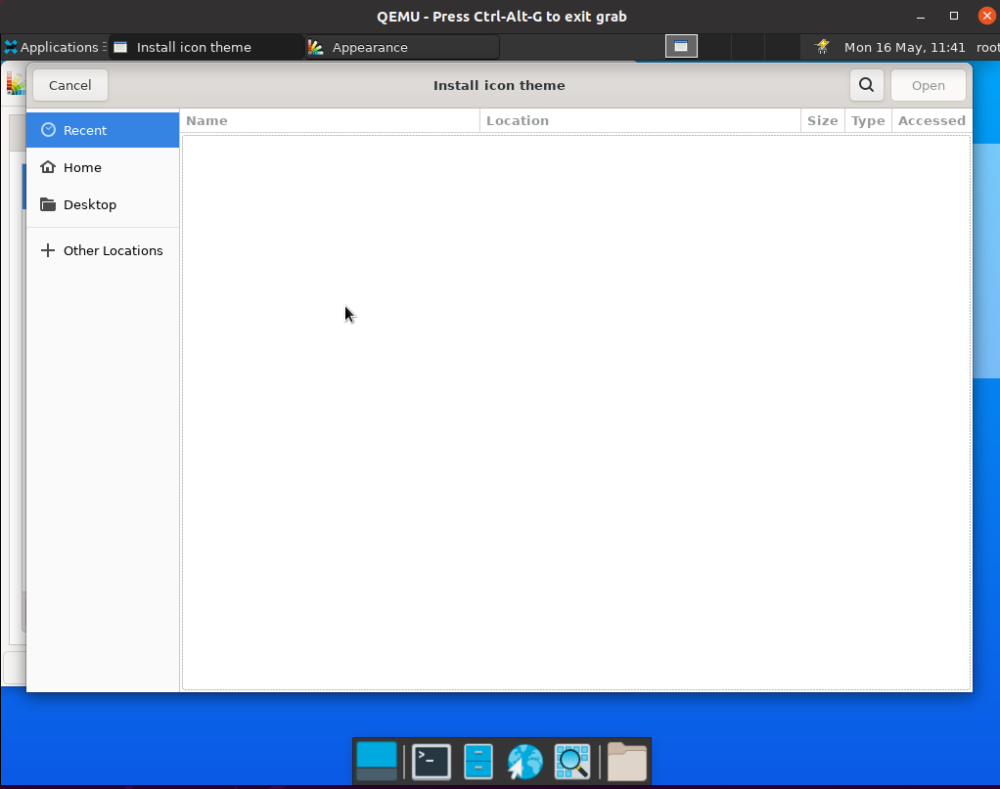 QEMU - Press Ctrl-Alt-G to exit grab
Applications Install icon theme Appearance Mon 16 May, 11:41 root
Cancel Install icon theme Open
Name Location Size Type Accessed
Recent
Home
Desktop
Other Locations